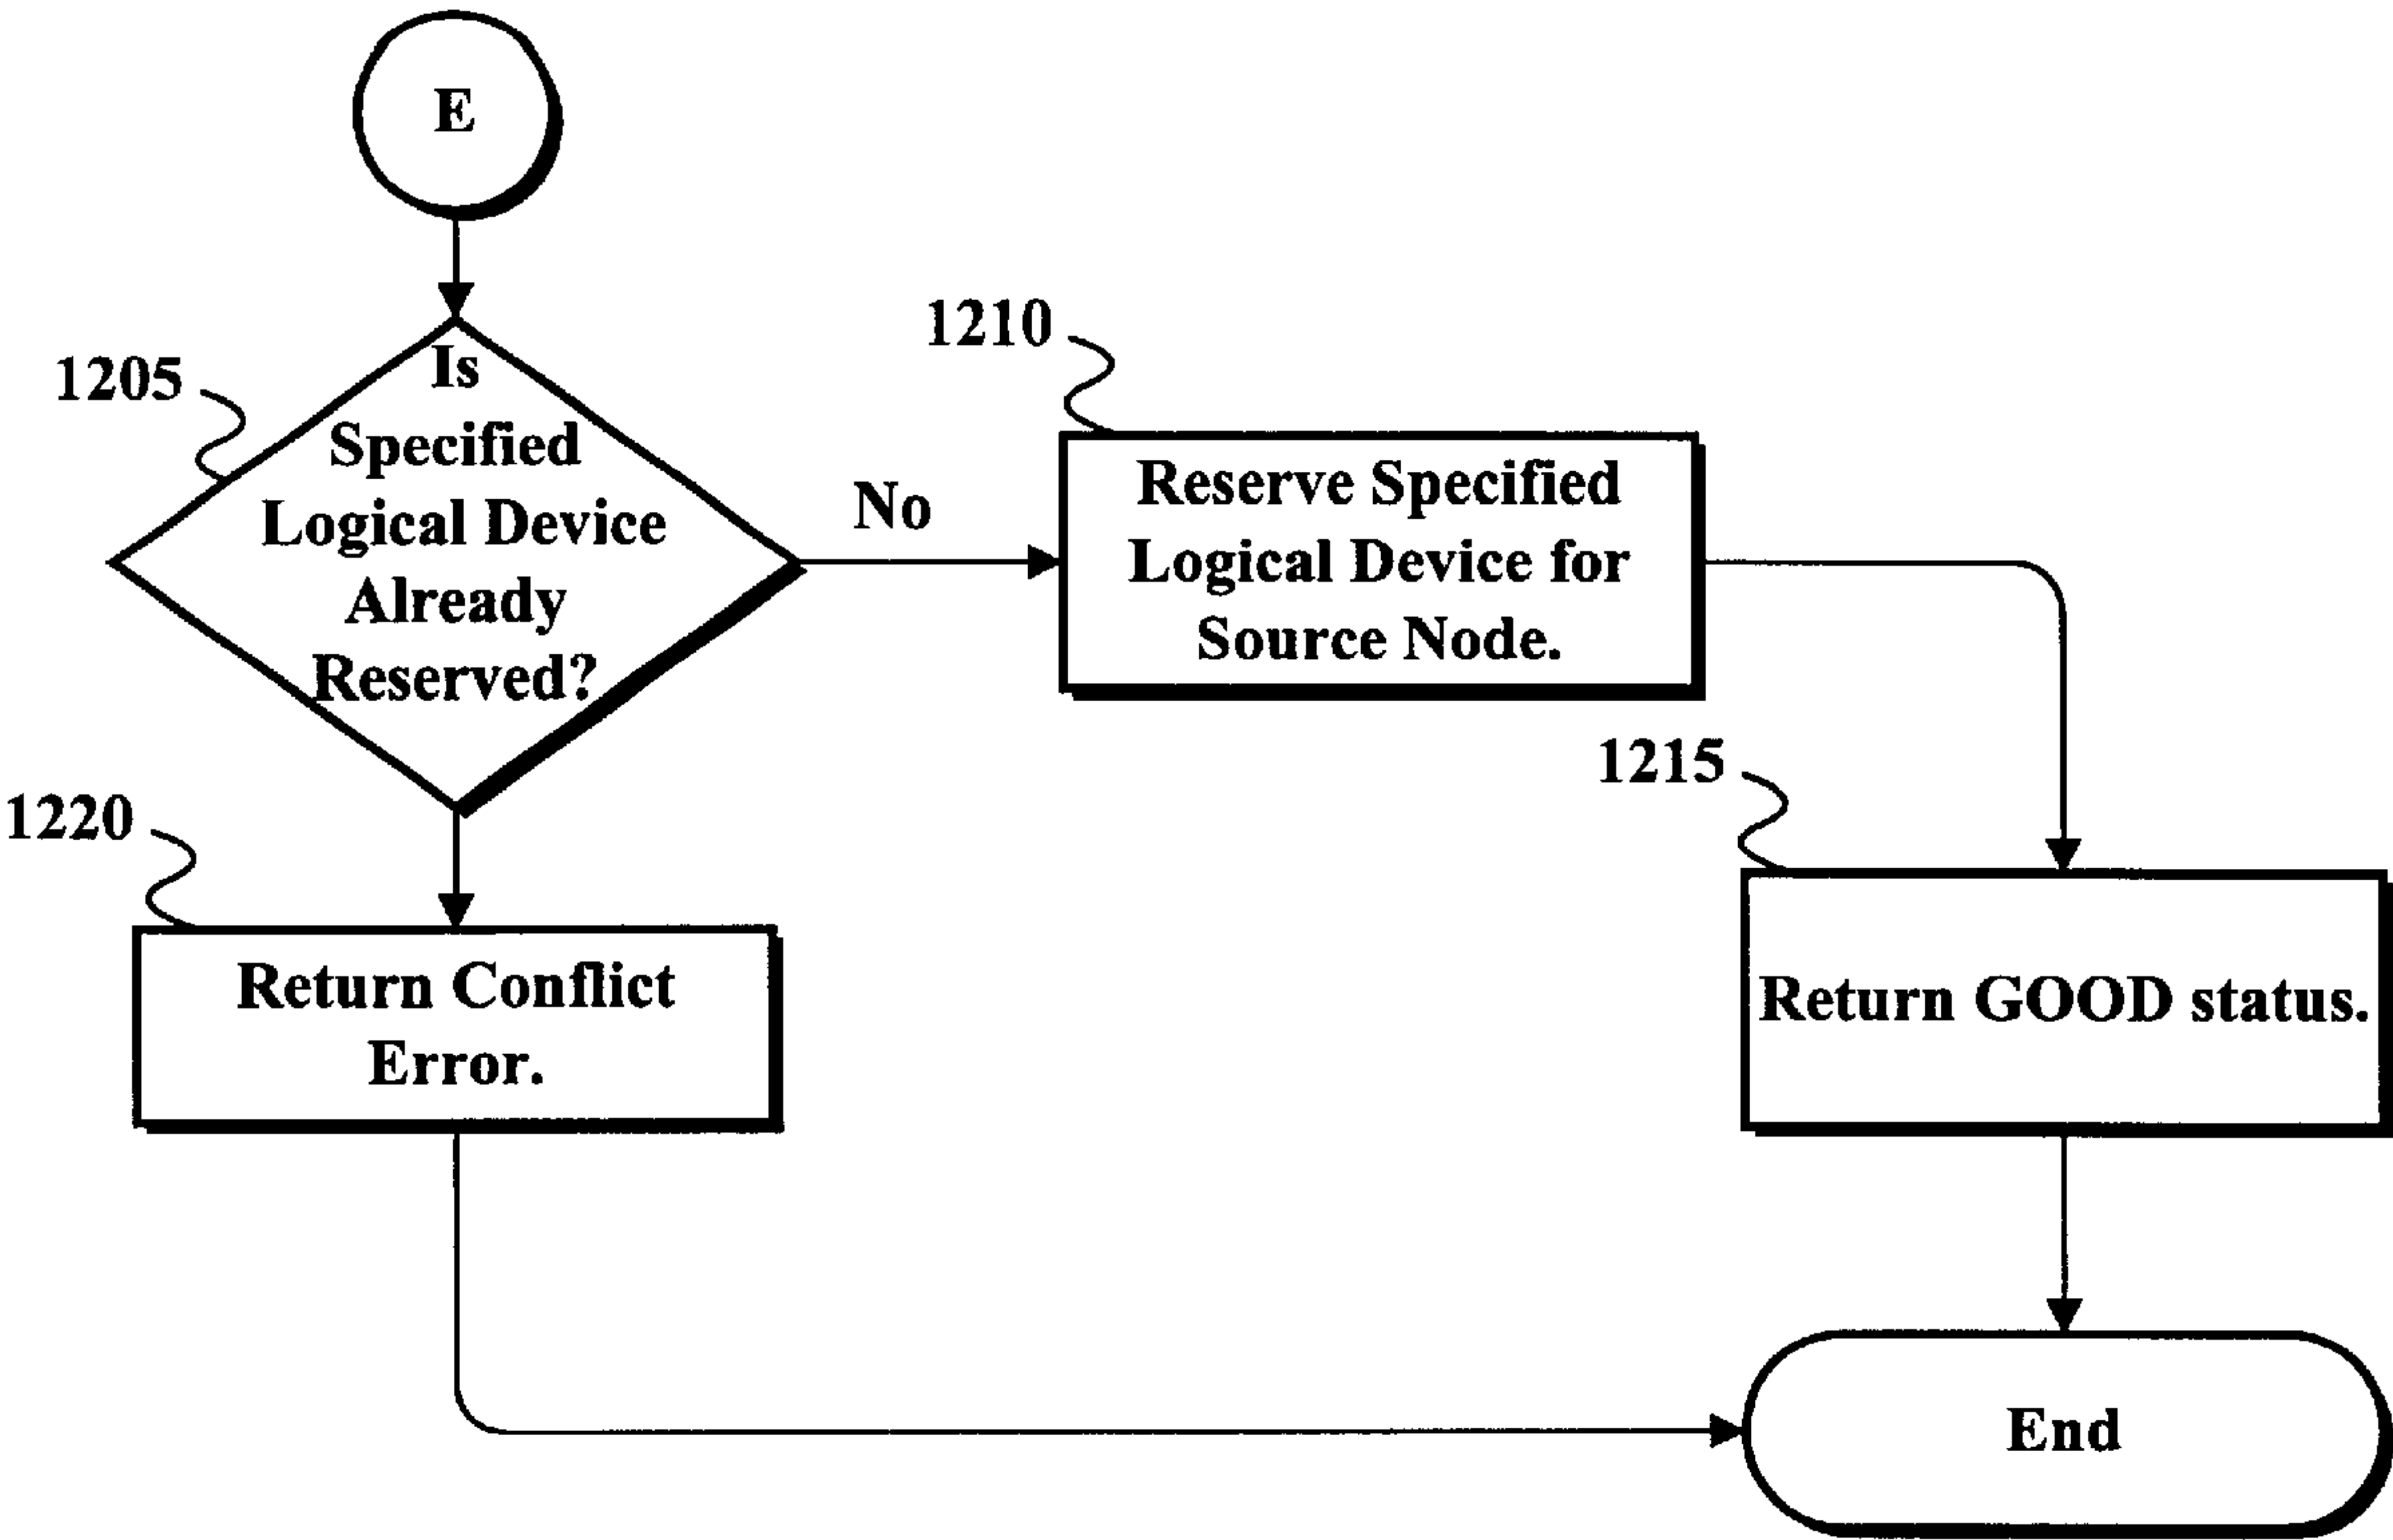 E
1205
Is
Specified
Logical Device
Already
Reserved?
No
1210
Reserve Specified
Logical Device for
Source Node.
1215
Return GOOD status.
1220
Return Conflict
Error.
End